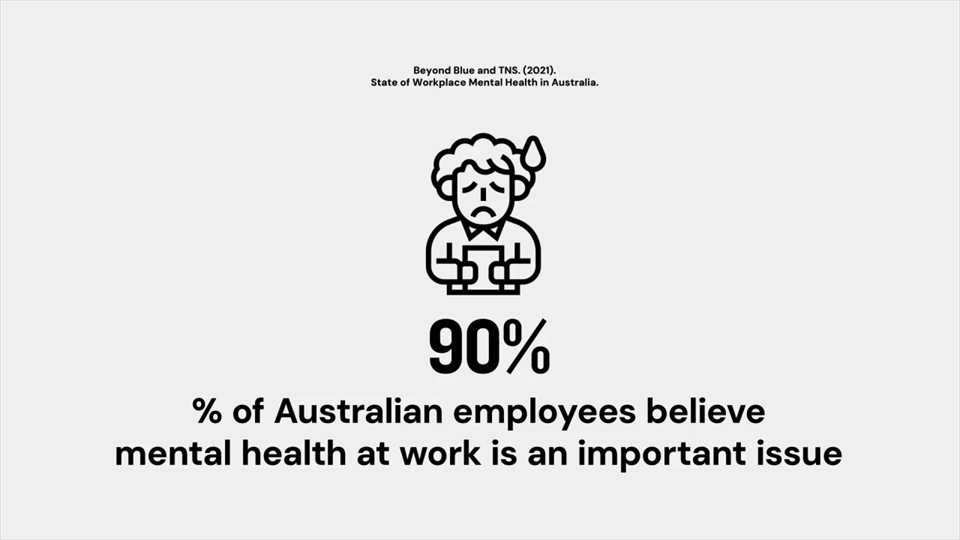 Beyond Blue and TNS. (2021).
State of Workplace Mental Health in Australia.
90%
% of Australian employees believe
mental health at work is an important issue